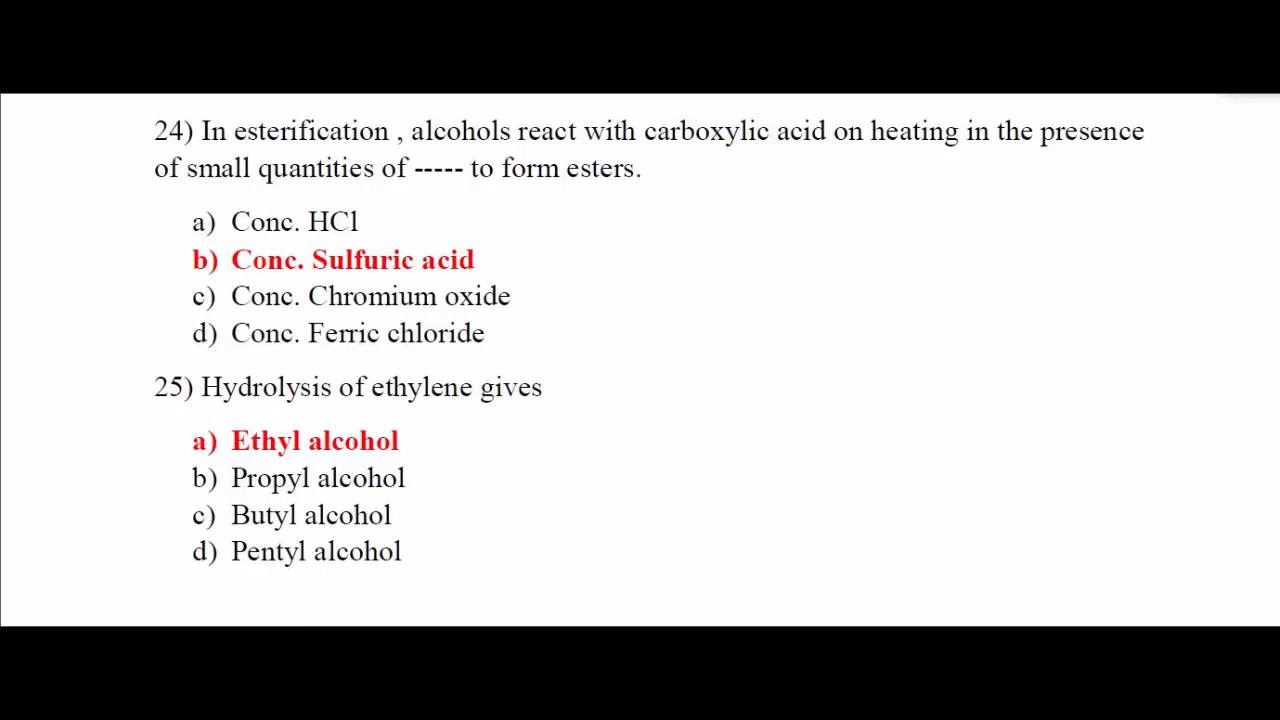 24) In esterification , alcohols react with carboxylic acid on heating in the presence
of small quantities of ----- to form esters.
a) Conc. HCl
b) Conc. Sulfuric acid
c) Conc. Chromium oxide
d) Conc. Ferric chloride
25) Hydrolysis of ethylene gives
a) Ethyl alcohol
b) Propyl alcohol
c) Butyl alcohol
d) Pentyl alcohol